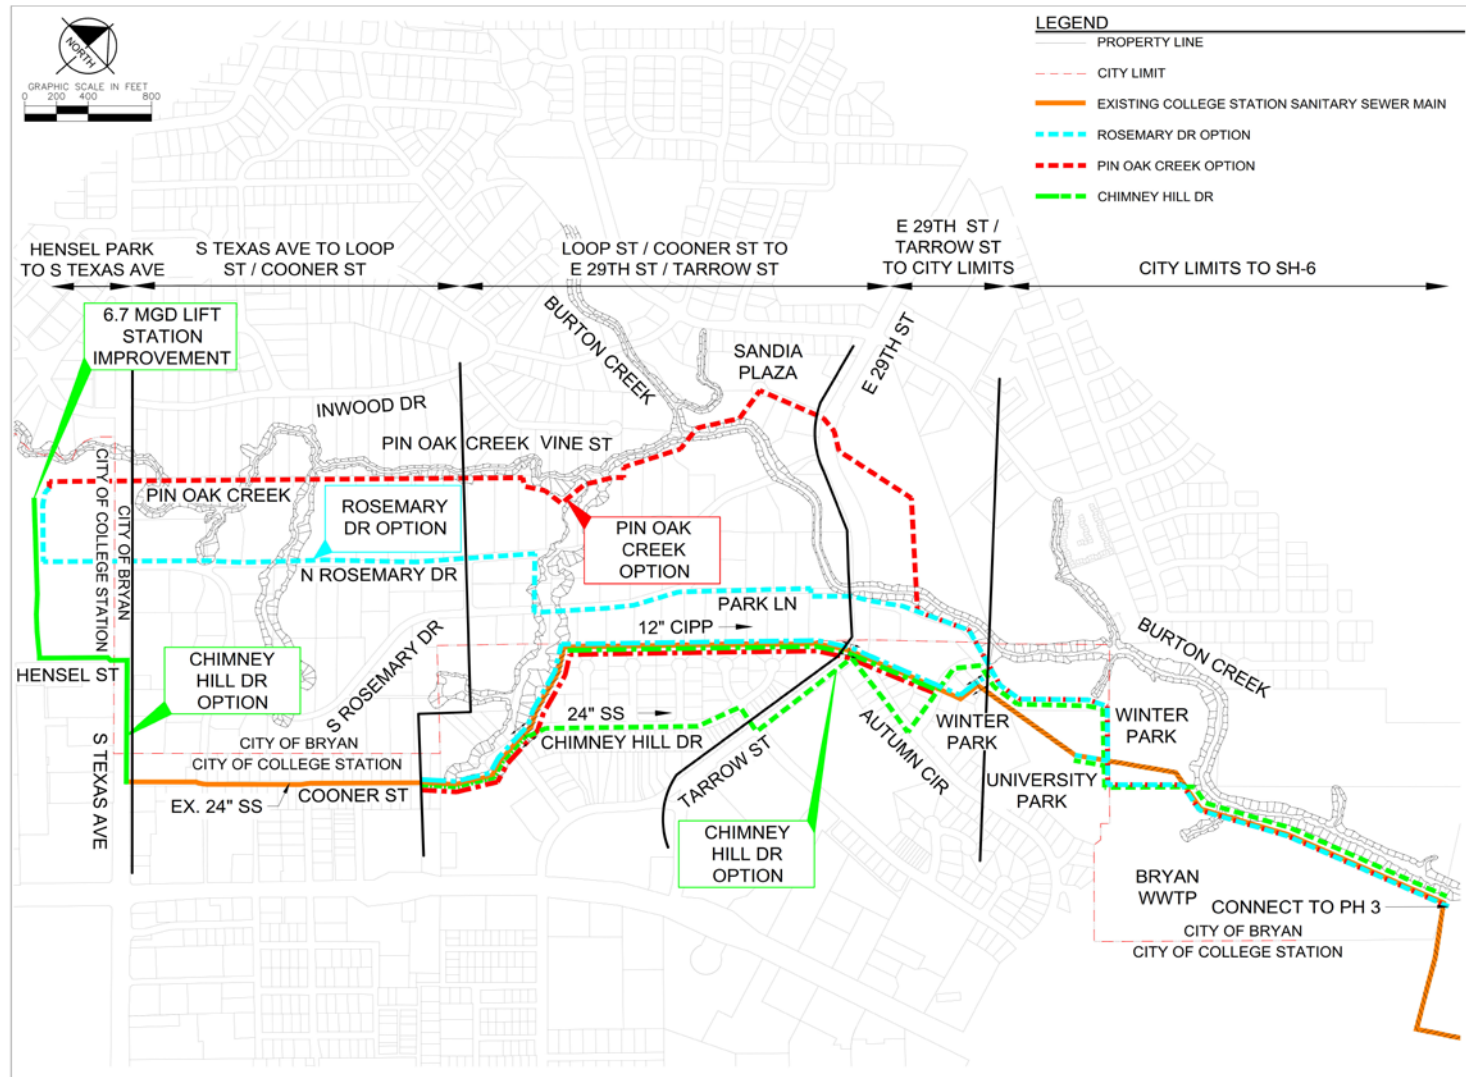 NORTH
GRAPHIC SCALE IN FEET
0 200 400 800
LEGEND
PROPERTY LINE
CITY LIMIT
EXISTING COLLEGE STATION SANITARY SEWER MAIN
ROSEMARY DR OPTION
PIN OAK CREEK OPTION
CHIMNEY HILL DR
HENSEL PARK
TO S TEXAS AVE
S TEXAS AVE TO LOOP
ST / COONER ST
LOOP ST / COONER ST TO
E 29TH ST / TARROW ST
E 29TH ST /
TARROW ST
TO CITY LIMITS
CITY LIMITS TO SH-6
6.7 MGD LIFT
STATION
IMPROVEMENT
BURTON CREEK
SANDIA
PLAZA
E 29TH ST
INWOOD DR
PIN OAK CREEK VINE ST
PIN OAK CREEK
CITY OF COLLEGE STATION
CITY OF BRYAN
ROSEMARY
DR OPTION
PIN OAK
CREEK
OPTION
N ROSEMARY DR
PARK LN
12" CIPP
S ROSEMARY DR
HENSEL ST
CHIMNEY
HILL DR
OPTION
24" SS
CHIMNEY HILL DR
CITY OF BRYAN
CITY OF COLLEGE STATION
S TEXAS AVE
EX. 24" SS
COONER ST
TARROW ST
AUTUMN CIR
WINTER
PARK
UNIVERSITY
PARK
WINTER
PARK
BURTON CREEK
CHIMNEY
HILL DR
OPTION
BRYAN
WWTP
CONNECT TO PH 3
CITY OF BRYAN
CITY OF COLLEGE STATION